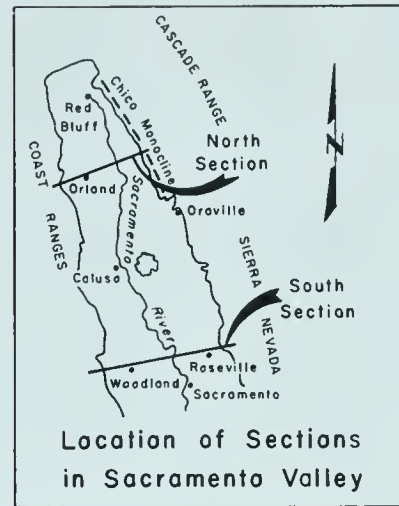 CASCADE RANGE
Chico Monocline
Red
Bluff
North
Section
COAST
RANGES
Orland
Sacramento
River
Oroville
Colusa
SIERRA
NEVADA
South
Section
Woodland
Roseville
Sacramento
N
Location of Sections
in Sacramento Valley